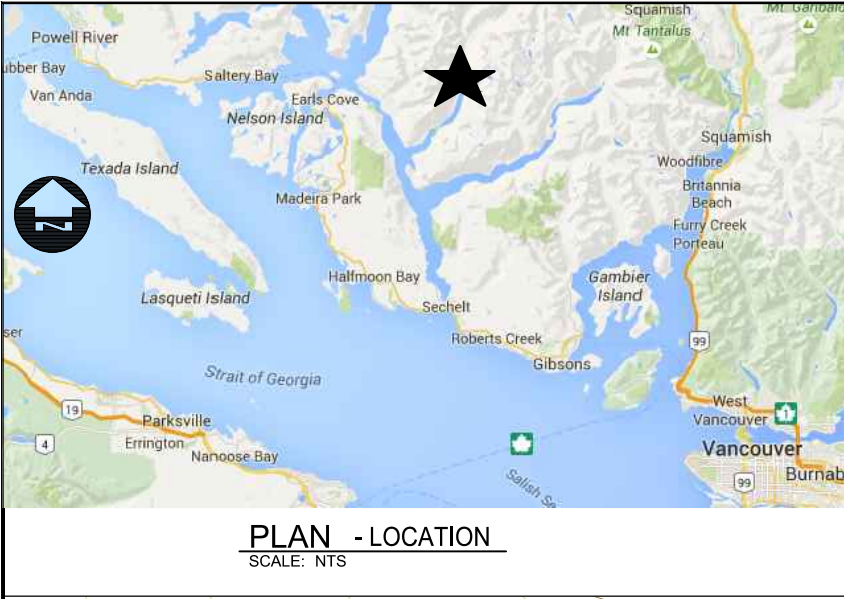 Squamish
Mt Garibald
Mt Tantalus
Powell River
ubber Bay
Saltery Bay
Van Anda
Earls Cove
Nelson Island
Squamish
Woodfibre
Texada Island
Britannia
Beach
Madeira Park
Furry Creek
Porteau
N
Halfmoon Bay
Gambier
Island
Lasqueti Island
Sechelt
ser
Roberts Creek
99
Gibsons
Strait of Georgia
19
West
Vancouver
1
Parksville
4
Errington
Nanoose Bay
Vancouver
Burnab
Salish Se
99
PLAN - LOCATION
SCALE: NTS